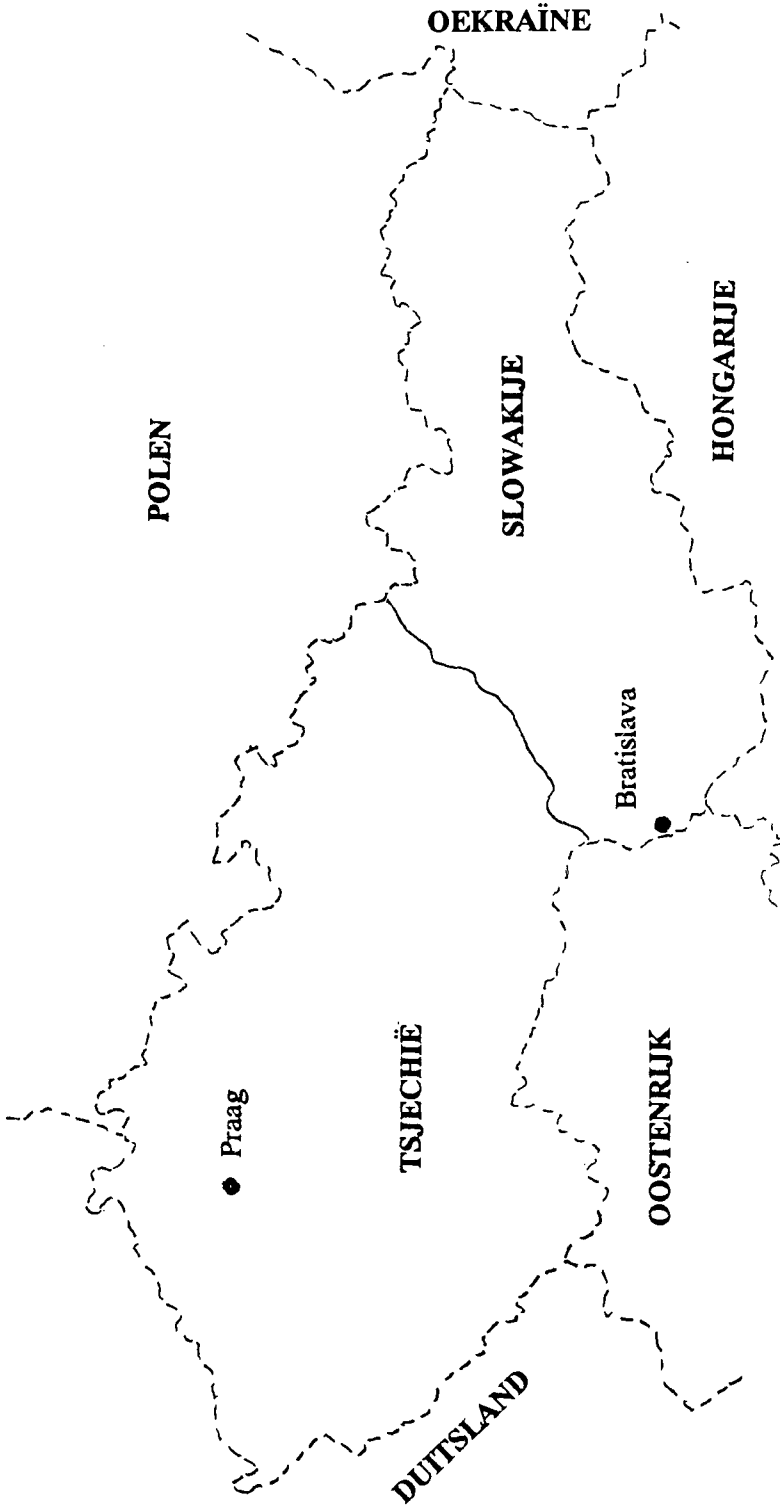 OEKRAÏNE
POLEN
SLOWAKIJE
HONGARIJE
Bratislava
Praag
TSJECHIË
OOSTENRIJK
DUITSLAND